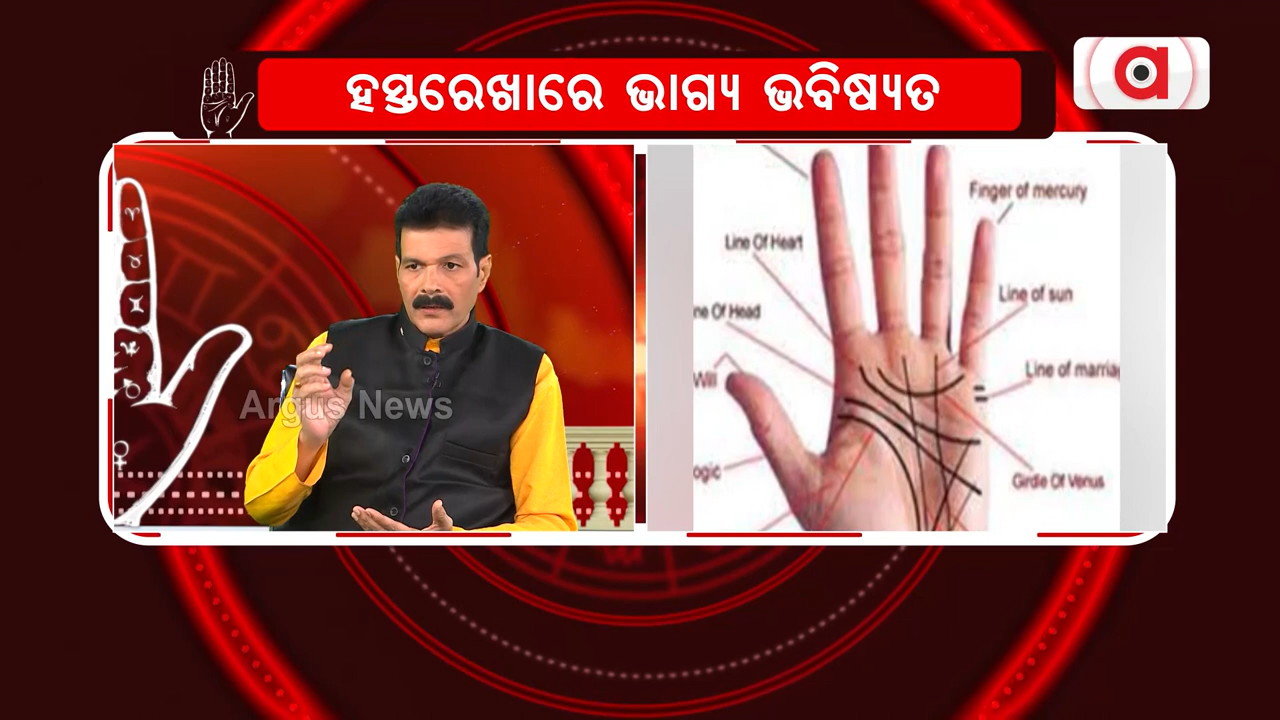 ହସ୍ତରେଖାରେ ଭାଗ୍ୟ ଭବିଷ୍ୟତ
a
Argus News
Finger of mercury
Line Of Heart
Line of sun
ne Of Head
Line of marria
Will
ogic
Girdle Of Venus